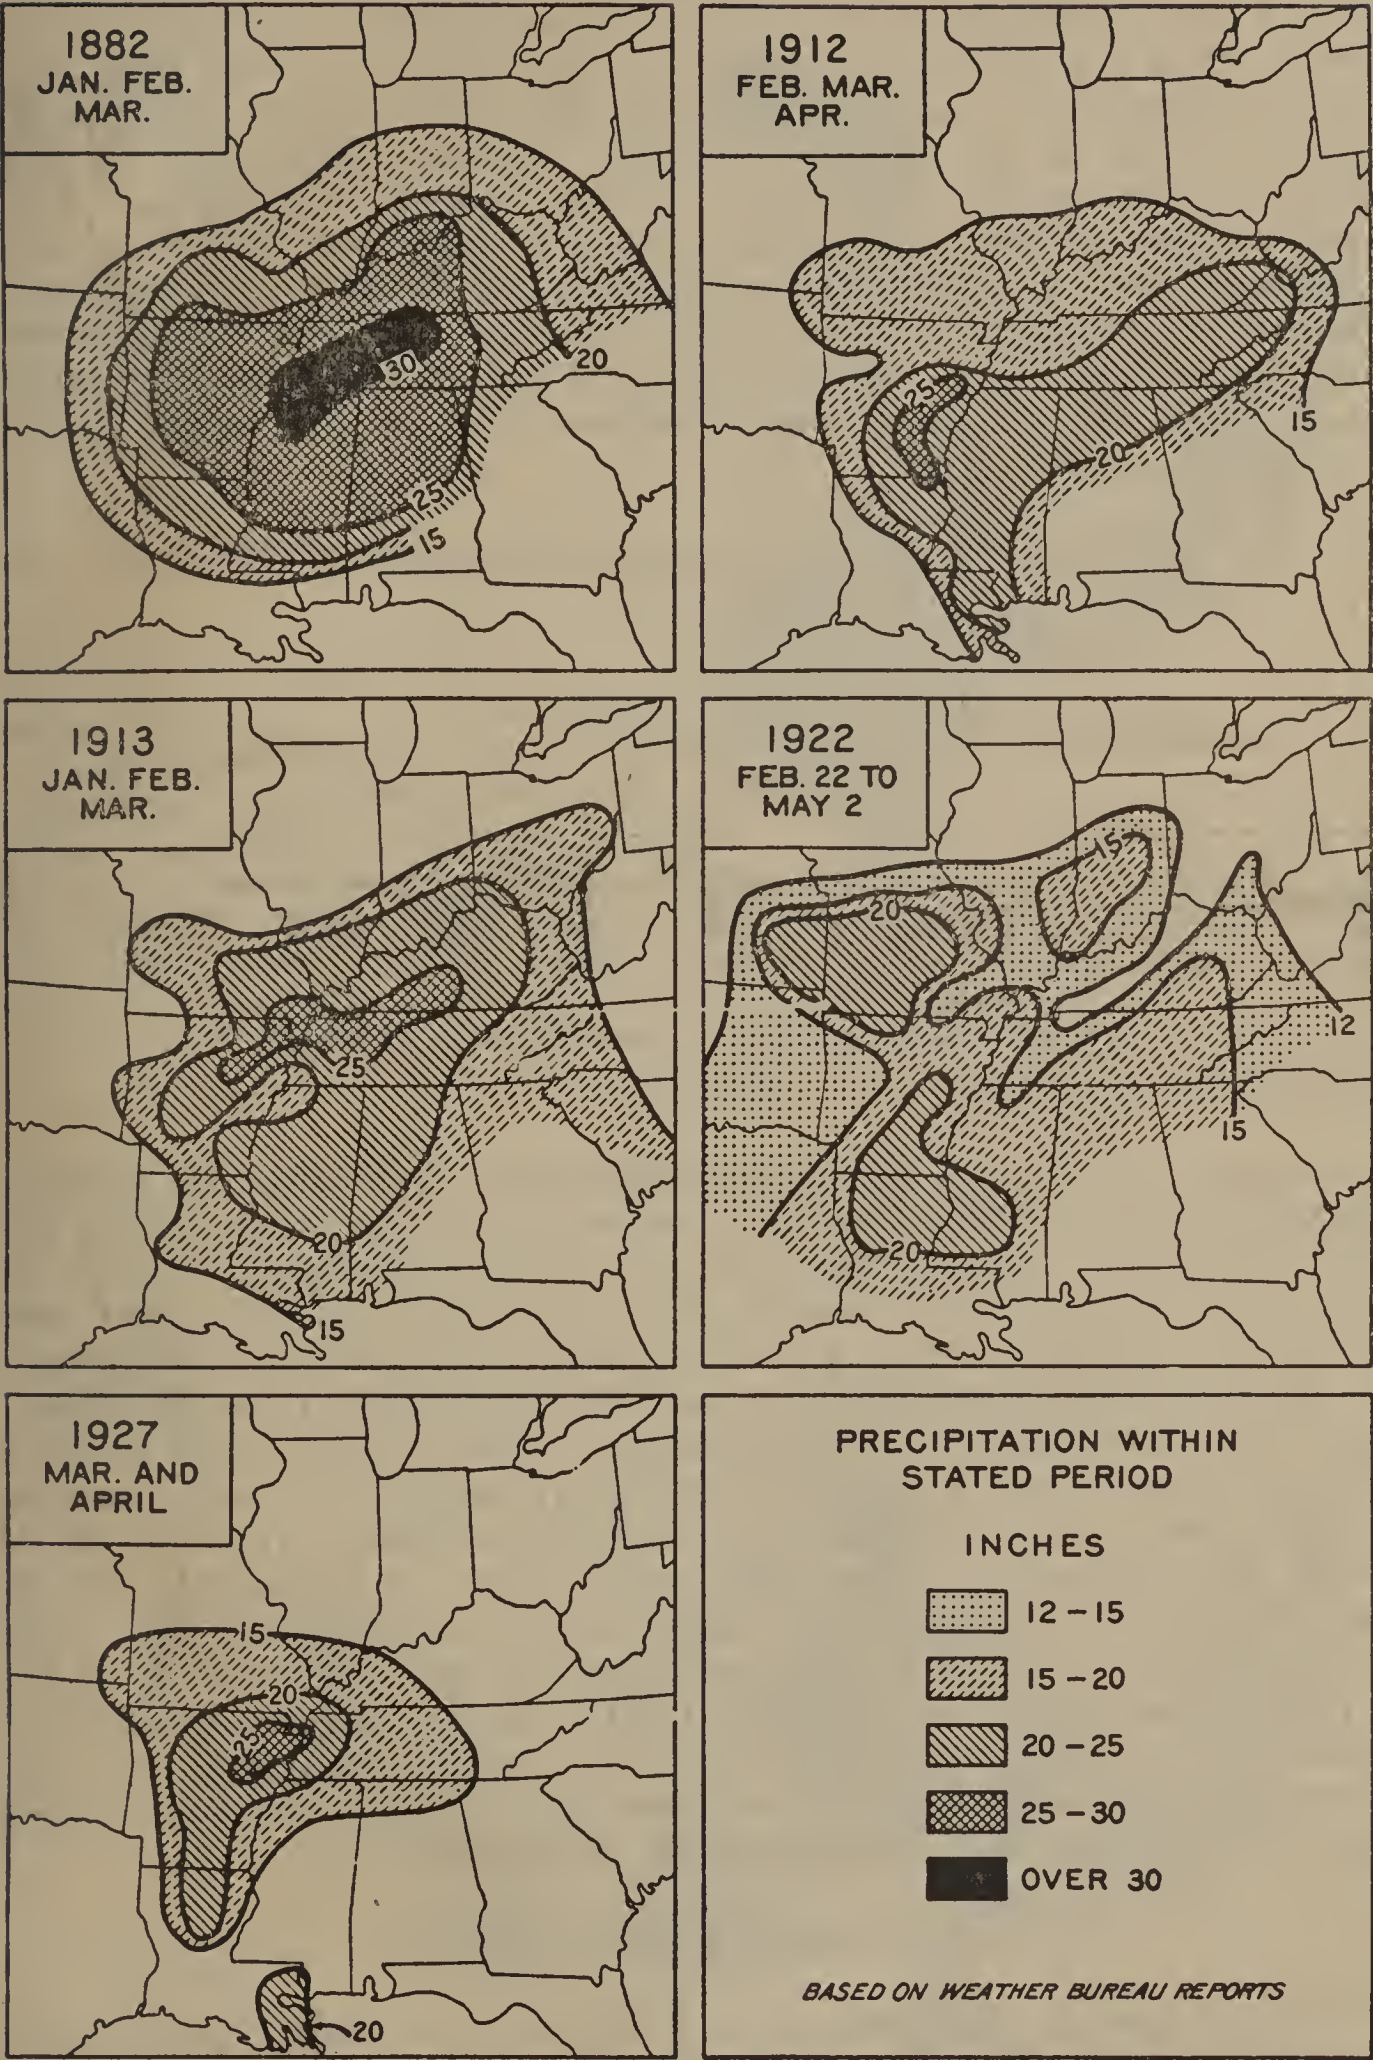 1882
JAN. FEB.
MAR.
30
20
25
15
1912
FEB. MAR.
APR.
25
15
20
1913
JAN. FEB.
MAR.
25
20
15
1922
FEB. 22 TO
MAY 2
15
20
12
15
20
1927
MAR. AND
APRIL
15
20
25
20
PRECIPITATION WITHIN
STATED PERIOD
INCHES
12 – 15
15 – 20
20 – 25
25 – 30
OVER 30
BASED ON WEATHER BUREAU REPORTS